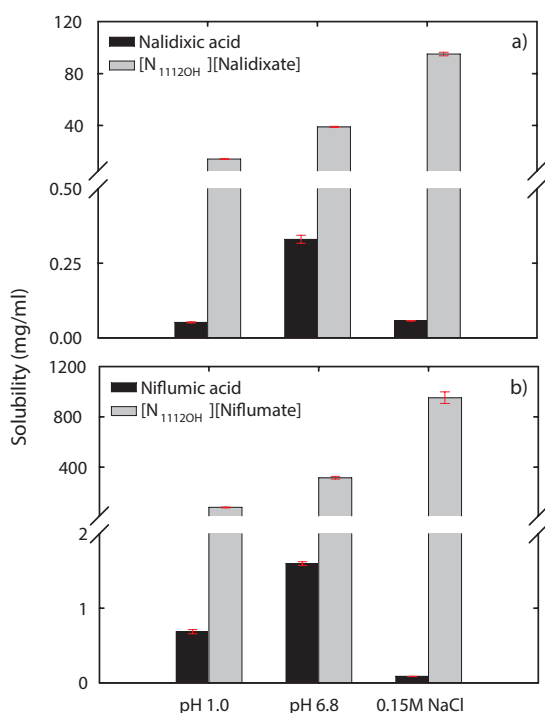 120
a)
Nalidixic acid
[N1112OH][Nalidixate]
80
40
0.50
0.25
0.00
Solubility (mg/ml)
1200
b)
Niflumic acid
[N1112OH][Niflumate]
800
400
2
1
0
pH 1.0 pH 6.8 0.15M NaCl